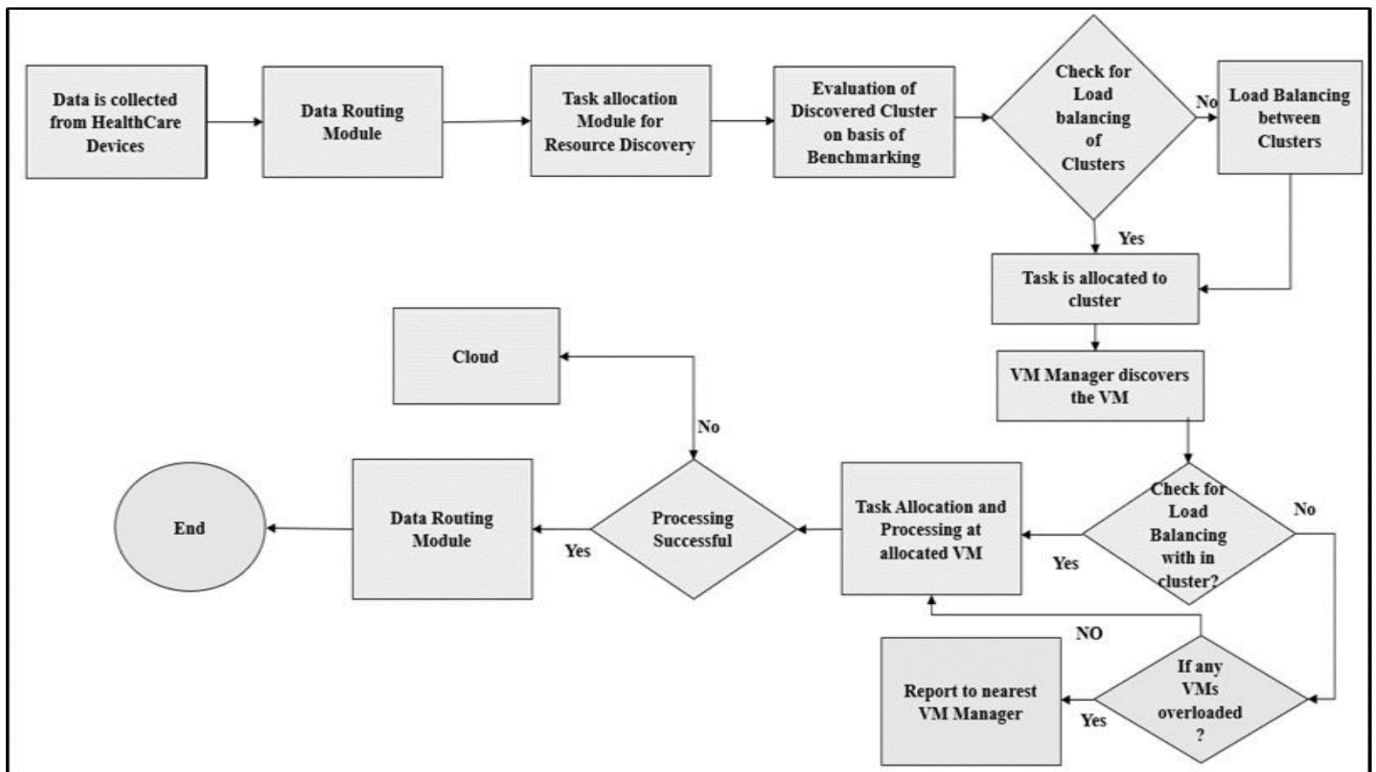 Data is collected
from HealthCare
Devices
Data Routing
Module
Task allocation
Module for
Resource Discovery
Evaluation of
Discovered Cluster
on basis of
Benchmarking
Check for
Load
balancing
of
Clusters
No
Load Balancing
between
Clusters
Yes
Task is allocated to
cluster
VM Manager discovers
the VM
Check for
Load
Balancing
with in
cluster?
No
Yes
If any
VMs
overloaded
?
Yes
NO
Report to nearest
VM Manager
Task Allocation and
Processing at
allocated VM
Processing
Successful
No
Cloud
Yes
Data Routing
Module
End